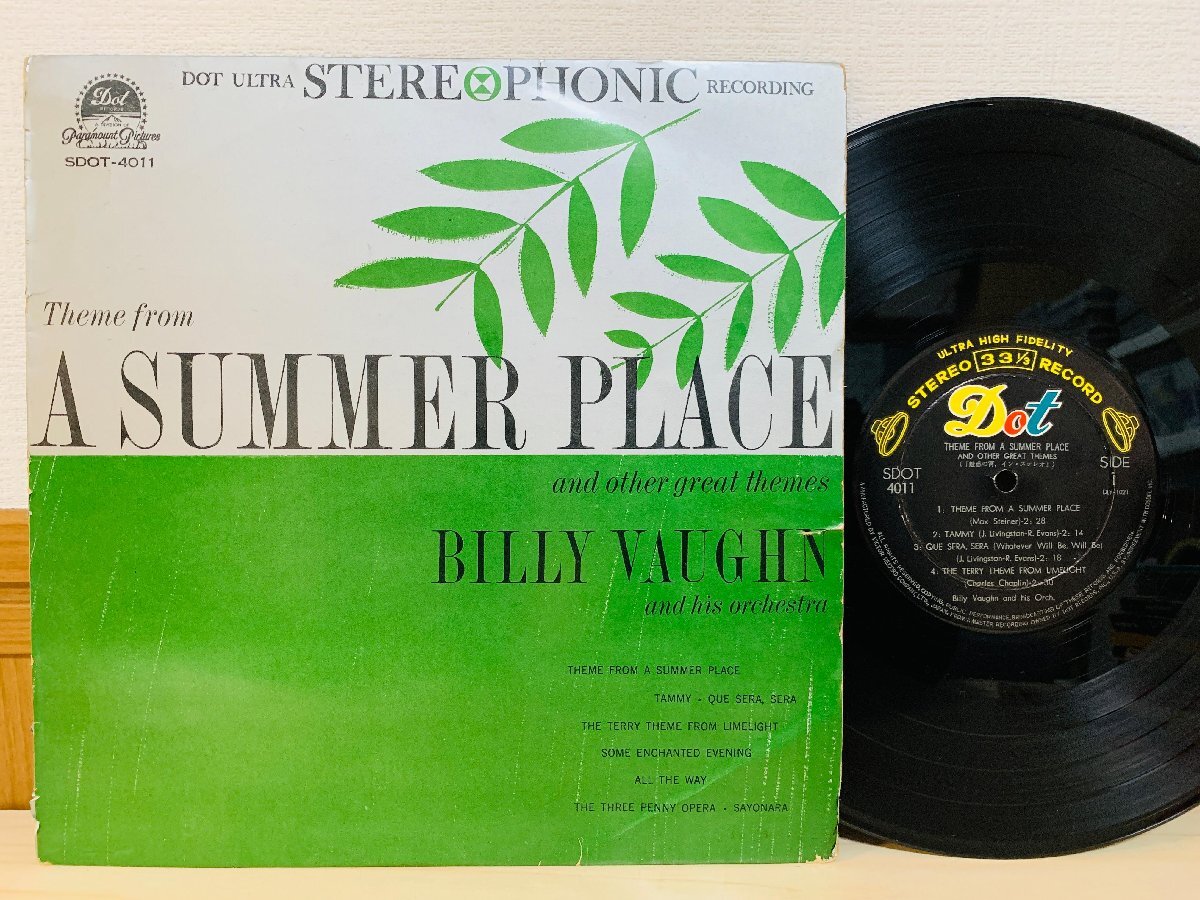 Dot
RECORDS
A DIVISION OF
Paramount Pictures
SDOT-4011
DOT ULTRA STEREOPHONIC RECORDING
Theme from
A SUMMER PLACE
and other great themes
BILLY VAUGHN
and his orchestra
THEME FROM A SUMMER PLACE
TAMMY - QUE SERA, SERA
THE TERRY THEME FROM LIMELIGHT
SOME ENCHANTED EVENING
ALL THE WAY
THE THREE PENNY OPERA - SAYONARA
ULTRA HIGH FIDELITY
STEREO 33 1/3 RECORD
Dot
THEME FROM A SUMMER PLACE
AND OTHER GREAT THEMES
SDOT
4011
SIDE
1. THEME FROM A SUMMER PLACE
(Max Steiner)-2:28
2: TAMMY (J. Livingston-R. Evans)-2:14
3: QUE SERA, SERA (Whatever Will Be, Will Be)
(J. Livingston-R. Evans)-2:18
4. THE TERRY THEME FROM LIMELIGHT
(Charles Chaplin)-2:30
Billy Vaughn and his Orch.